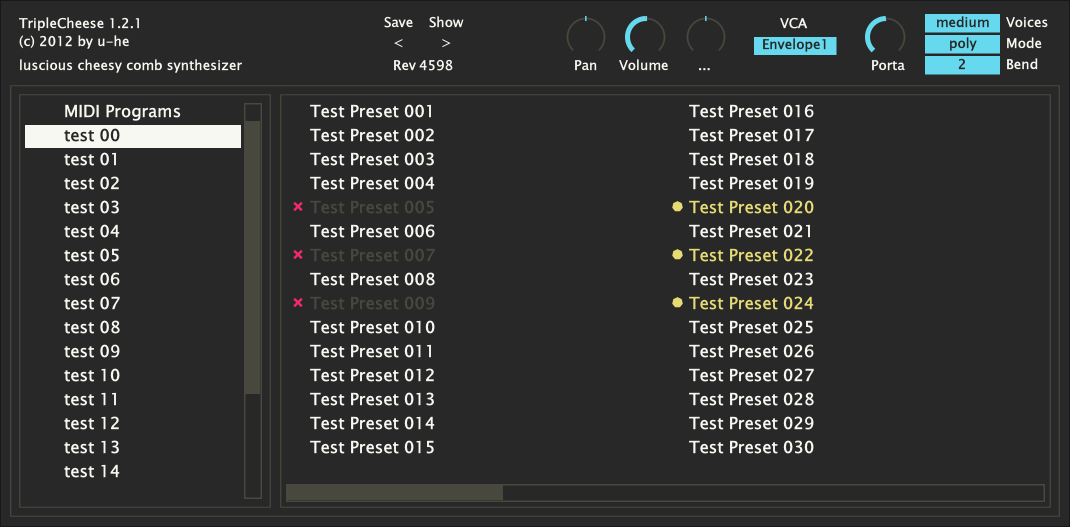 TripleCheese 1.2.1
(c) 2012 by u-he
luscious cheesy comb synthesizer
Save Show
< >
Rev 4598
Pan
Volume
...
VCA
Envelope1
Porta
medium Voices
poly Mode
2 Bend
MIDI Programs
test 00
test 01
test 02
test 03
test 04
test 05
test 06
test 07
test 08
test 09
test 10
test 11
test 12
test 13
test 14
Test Preset 001
Test Preset 002
Test Preset 003
Test Preset 004
Test Preset 005
Test Preset 006
Test Preset 007
Test Preset 008
Test Preset 009
Test Preset 010
Test Preset 011
Test Preset 012
Test Preset 013
Test Preset 014
Test Preset 015
Test Preset 016
Test Preset 017
Test Preset 018
Test Preset 019
Test Preset 020
Test Preset 021
Test Preset 022
Test Preset 023
Test Preset 024
Test Preset 025
Test Preset 026
Test Preset 027
Test Preset 028
Test Preset 029
Test Preset 030